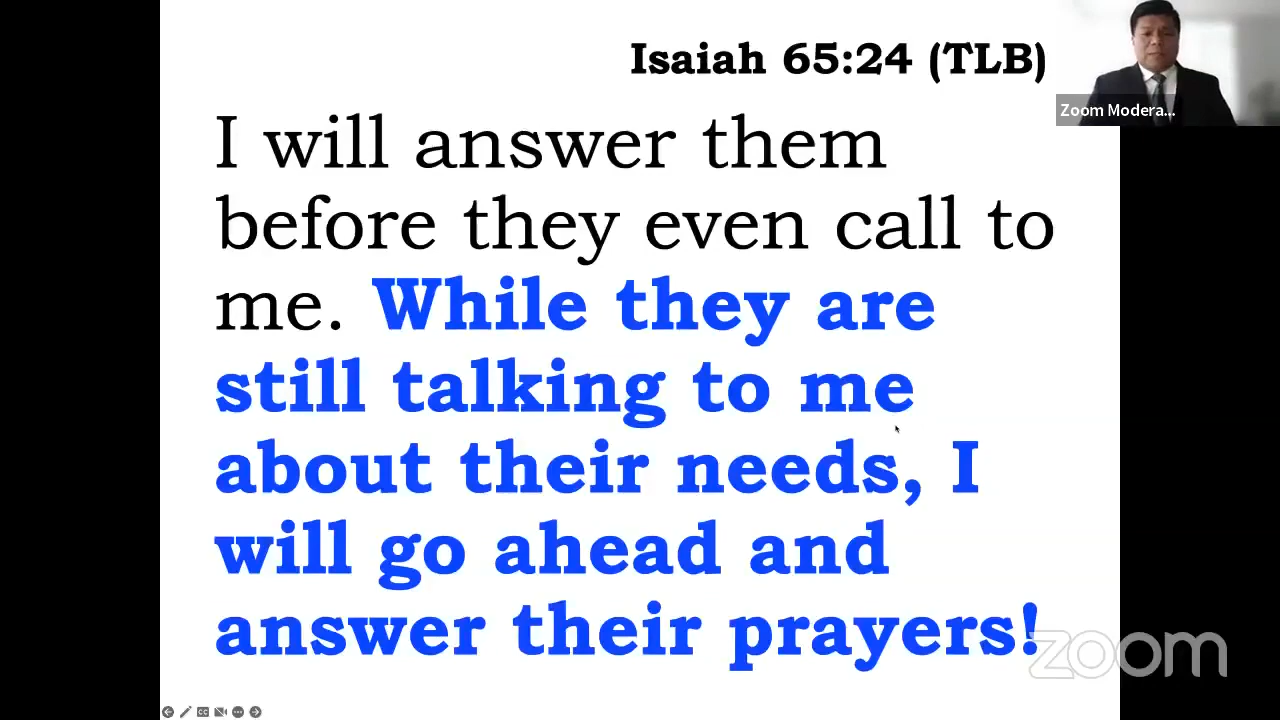 Isaiah 65:24 (TLB)
Zoom Modera...
I will answer them
before they even call to
me. While they are
still talking to me
about their needs, I
will go ahead and
answer their prayers!
zoom